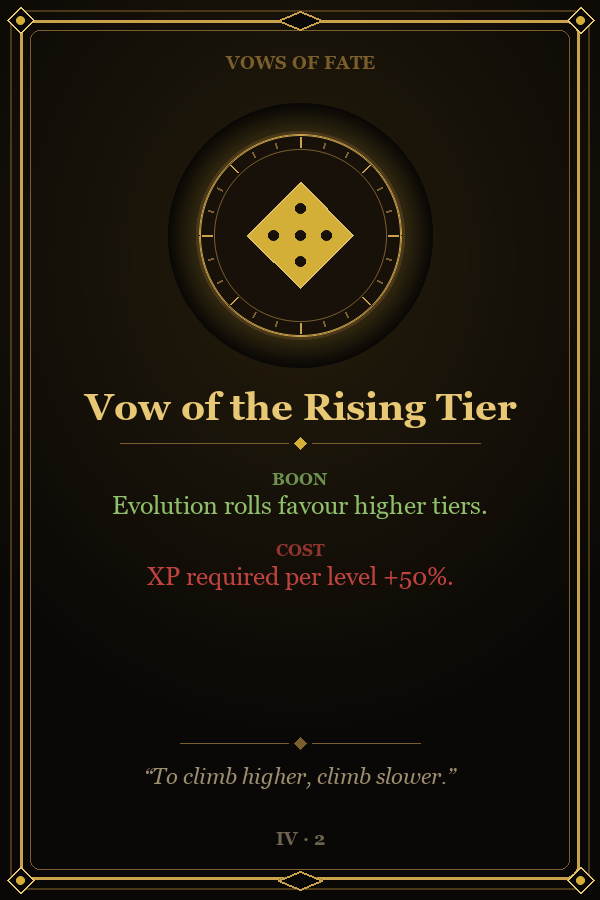 VOWS OF FATE
Vow of the Rising Tier
BOON
Evolution rolls favour higher tiers.
COST
XP required per level +50%.
“To climb higher, climb slower.”
IV · 2